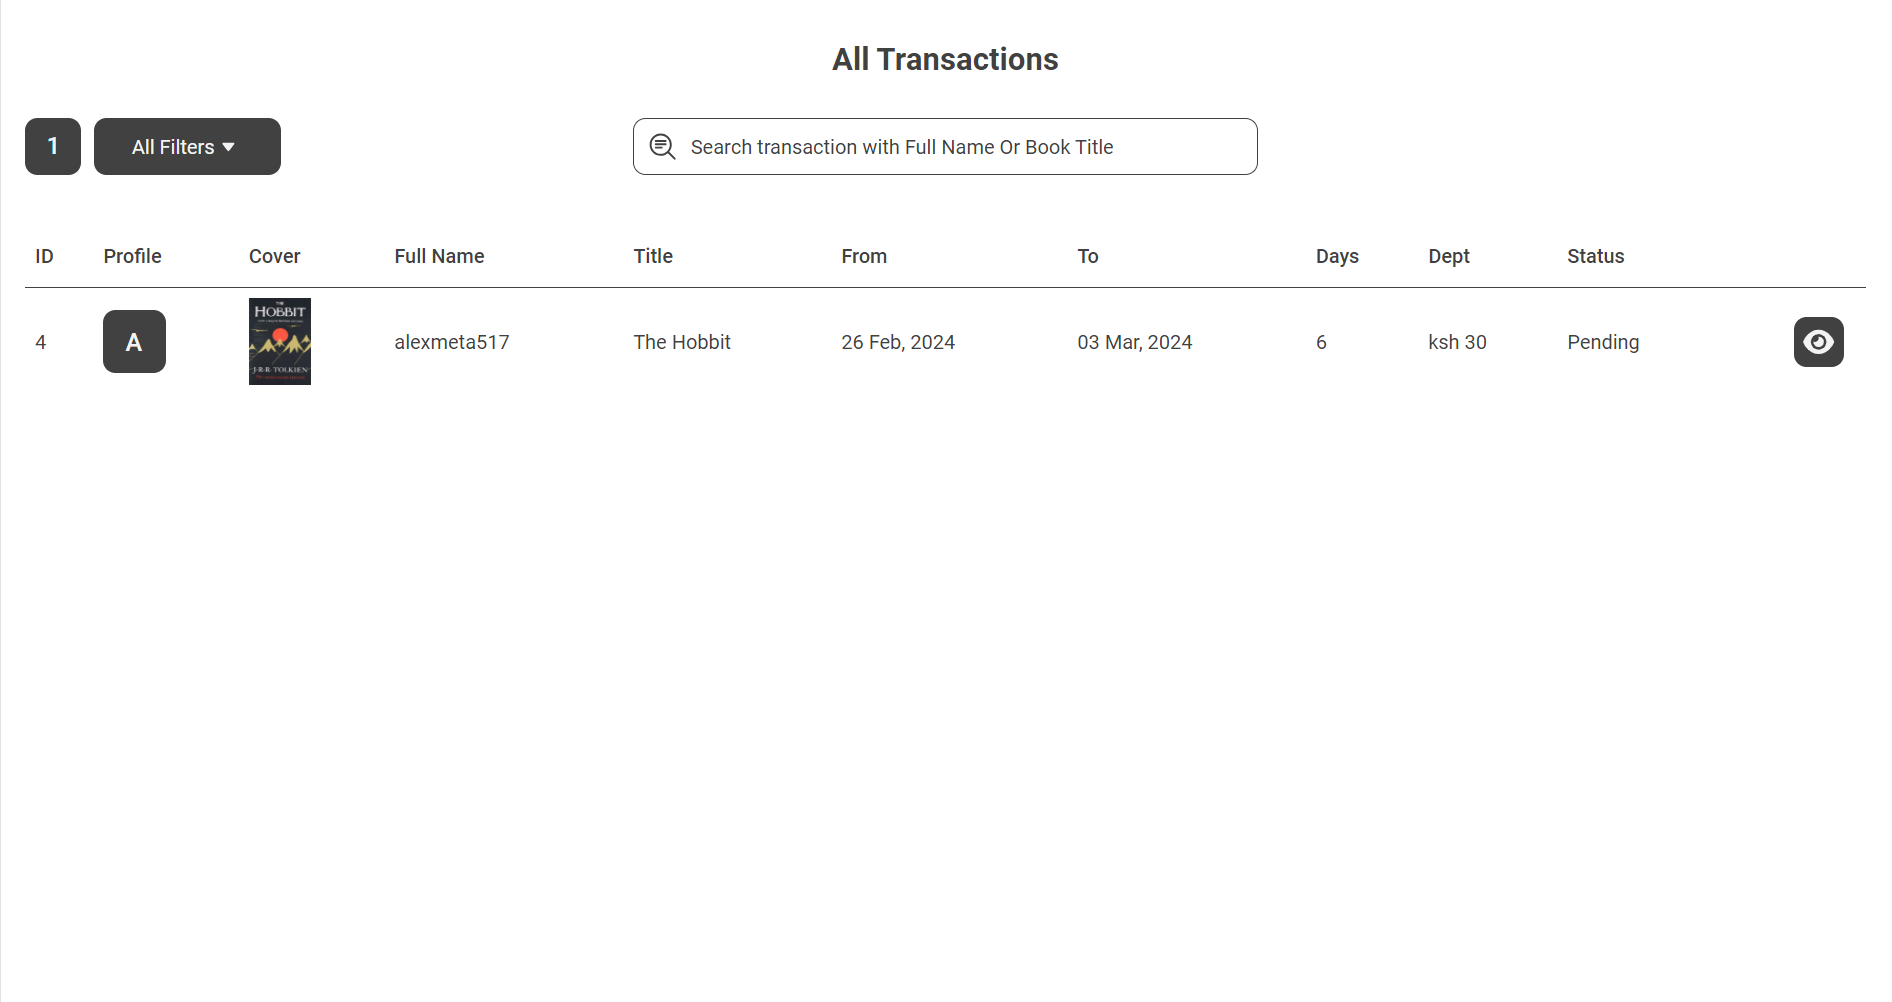 All Transactions
1 All Filters
Search transaction with Full Name Or Book Title
ID Profile Cover Full Name Title From To Days Dept Status
THE
HOBBIT
J·R·R·TOLKIEN
4 A alexmeta517 The Hobbit 26 Feb, 2024 03 Mar, 2024 6 ksh 30 Pending